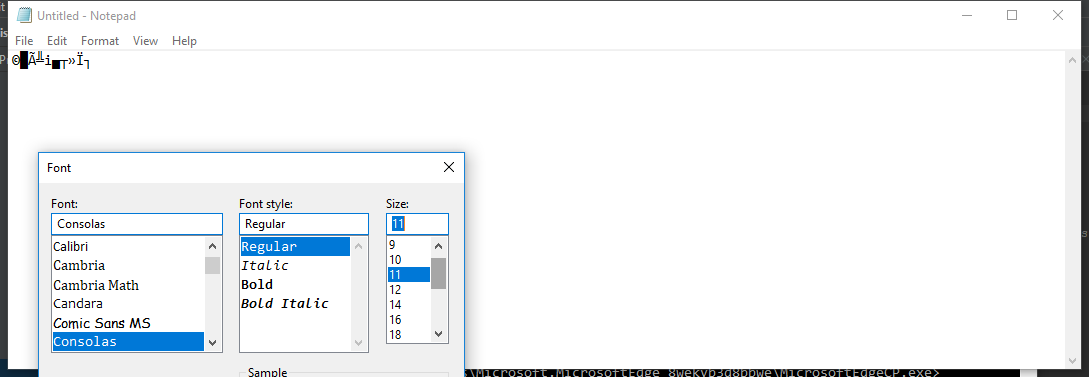 Untitled - Notepad
File Edit Format View Help
█Ã╩i▄┬»Ï┐
Font
Font: Font style: Size:
Consolas Regular 11
Calibri Regular 9
Cambria Italic 10
Cambria Math Bold 11
Candara Bold Italic 12
Comic Sans MS 14
Consolas 16
18
Sample
\Microsoft.MicrosoftEdge_8wekyb3d8bbwe\MicrosoftEdgeCP.exe>